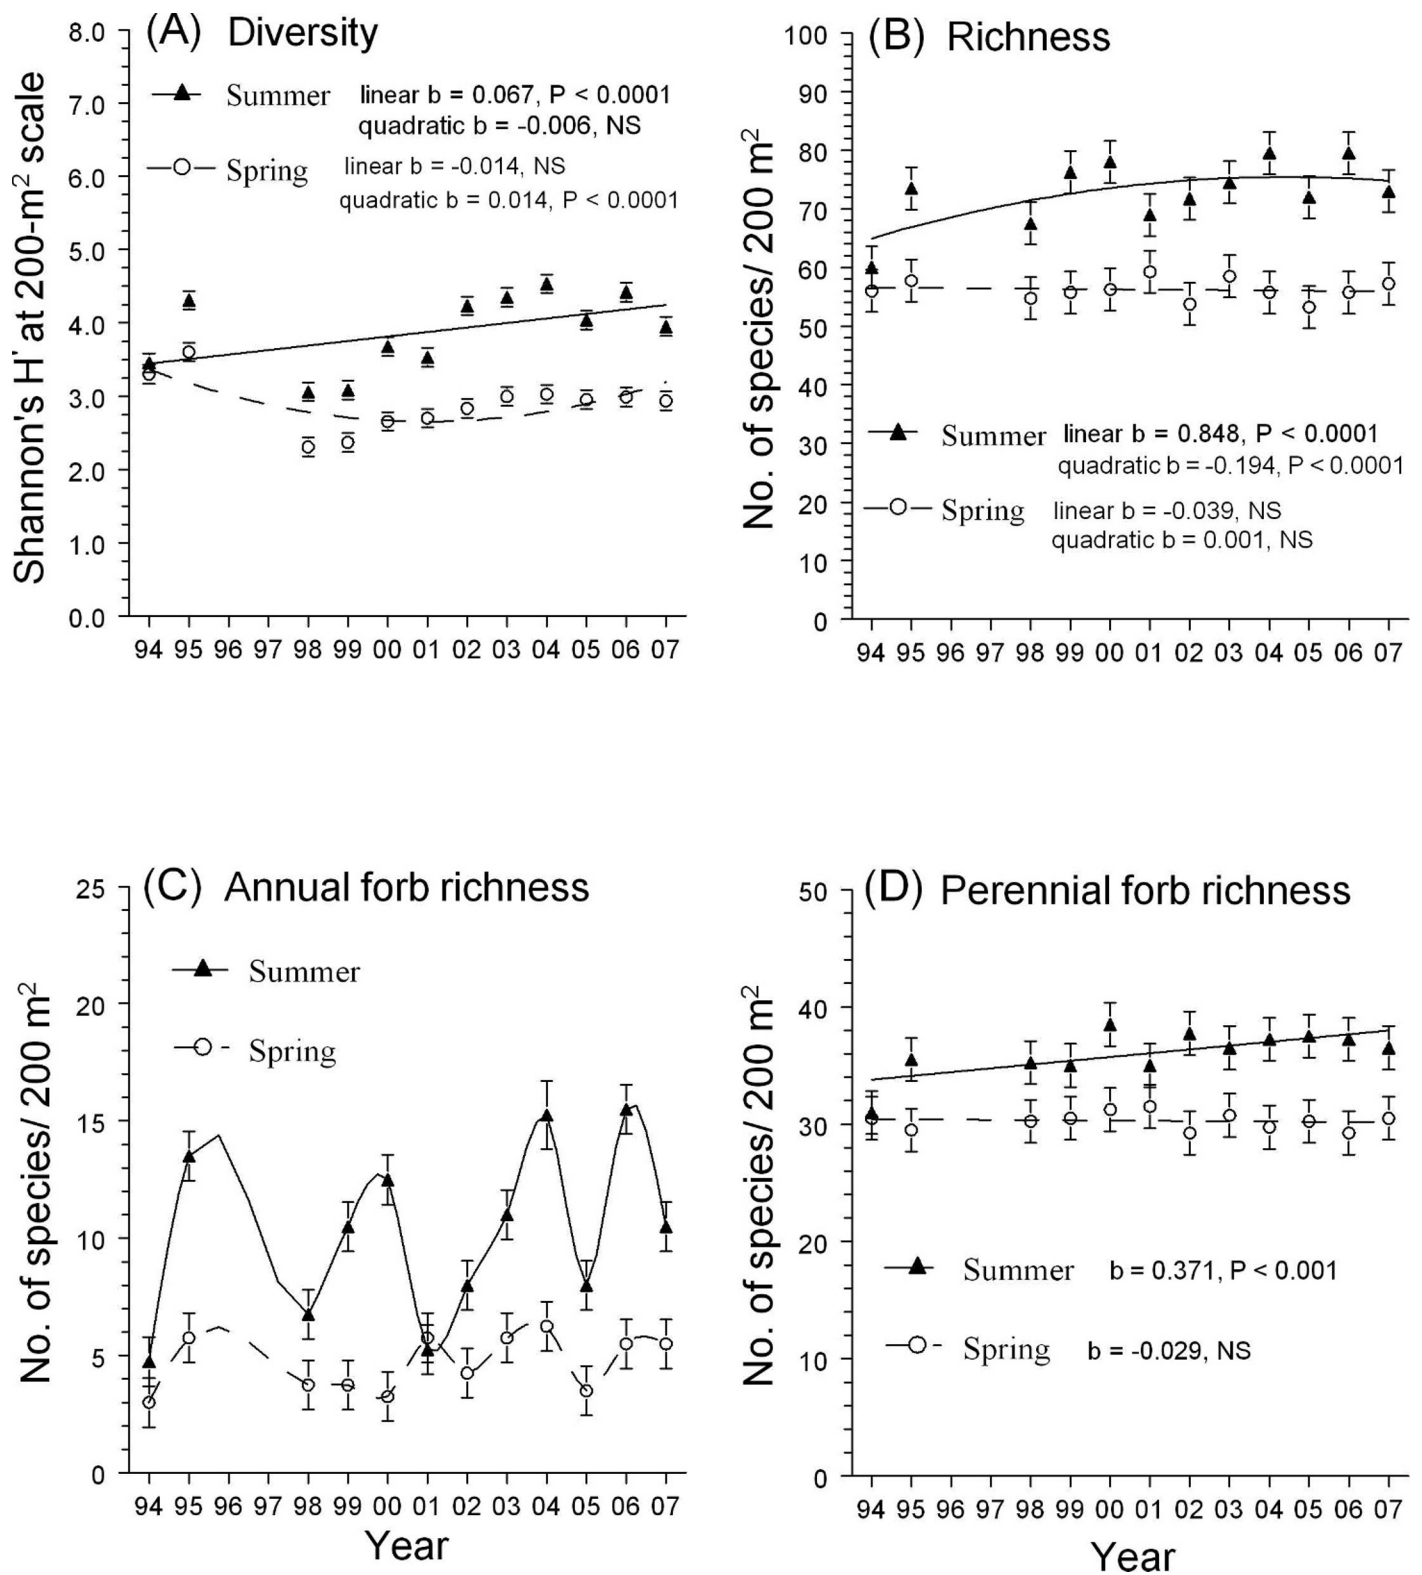 (A) Diversity
Shannon's H' at 200-m² scale
8.0
7.0
6.0
5.0
4.0
3.0
2.0
1.0
0.0
Summer linear b = 0.067, P < 0.0001
quadratic b = -0.006, NS
Spring linear b = -0.014, NS
quadratic b = 0.014, P < 0.0001
94 95 96 97 98 99 00 01 02 03 04 05 06 07
(B) Richness
No. of species/ 200 m²
100
90
80
70
60
50
40
30
20
10
0
Summer linear b = 0.848, P < 0.0001
quadratic b = -0.194, P < 0.0001
Spring linear b = -0.039, NS
quadratic b = 0.001, NS
94 95 96 97 98 99 00 01 02 03 04 05 06 07
(C) Annual forb richness
No. of species/ 200 m²
25
20
15
10
5
0
Summer
Spring
94 95 96 97 98 99 00 01 02 03 04 05 06 07
Year
(D) Perennial forb richness
No. of species/ 200 m²
50
40
30
20
10
0
Summer b = 0.371, P < 0.001
Spring b = -0.029, NS
94 95 96 97 98 99 00 01 02 03 04 05 06 07
Year